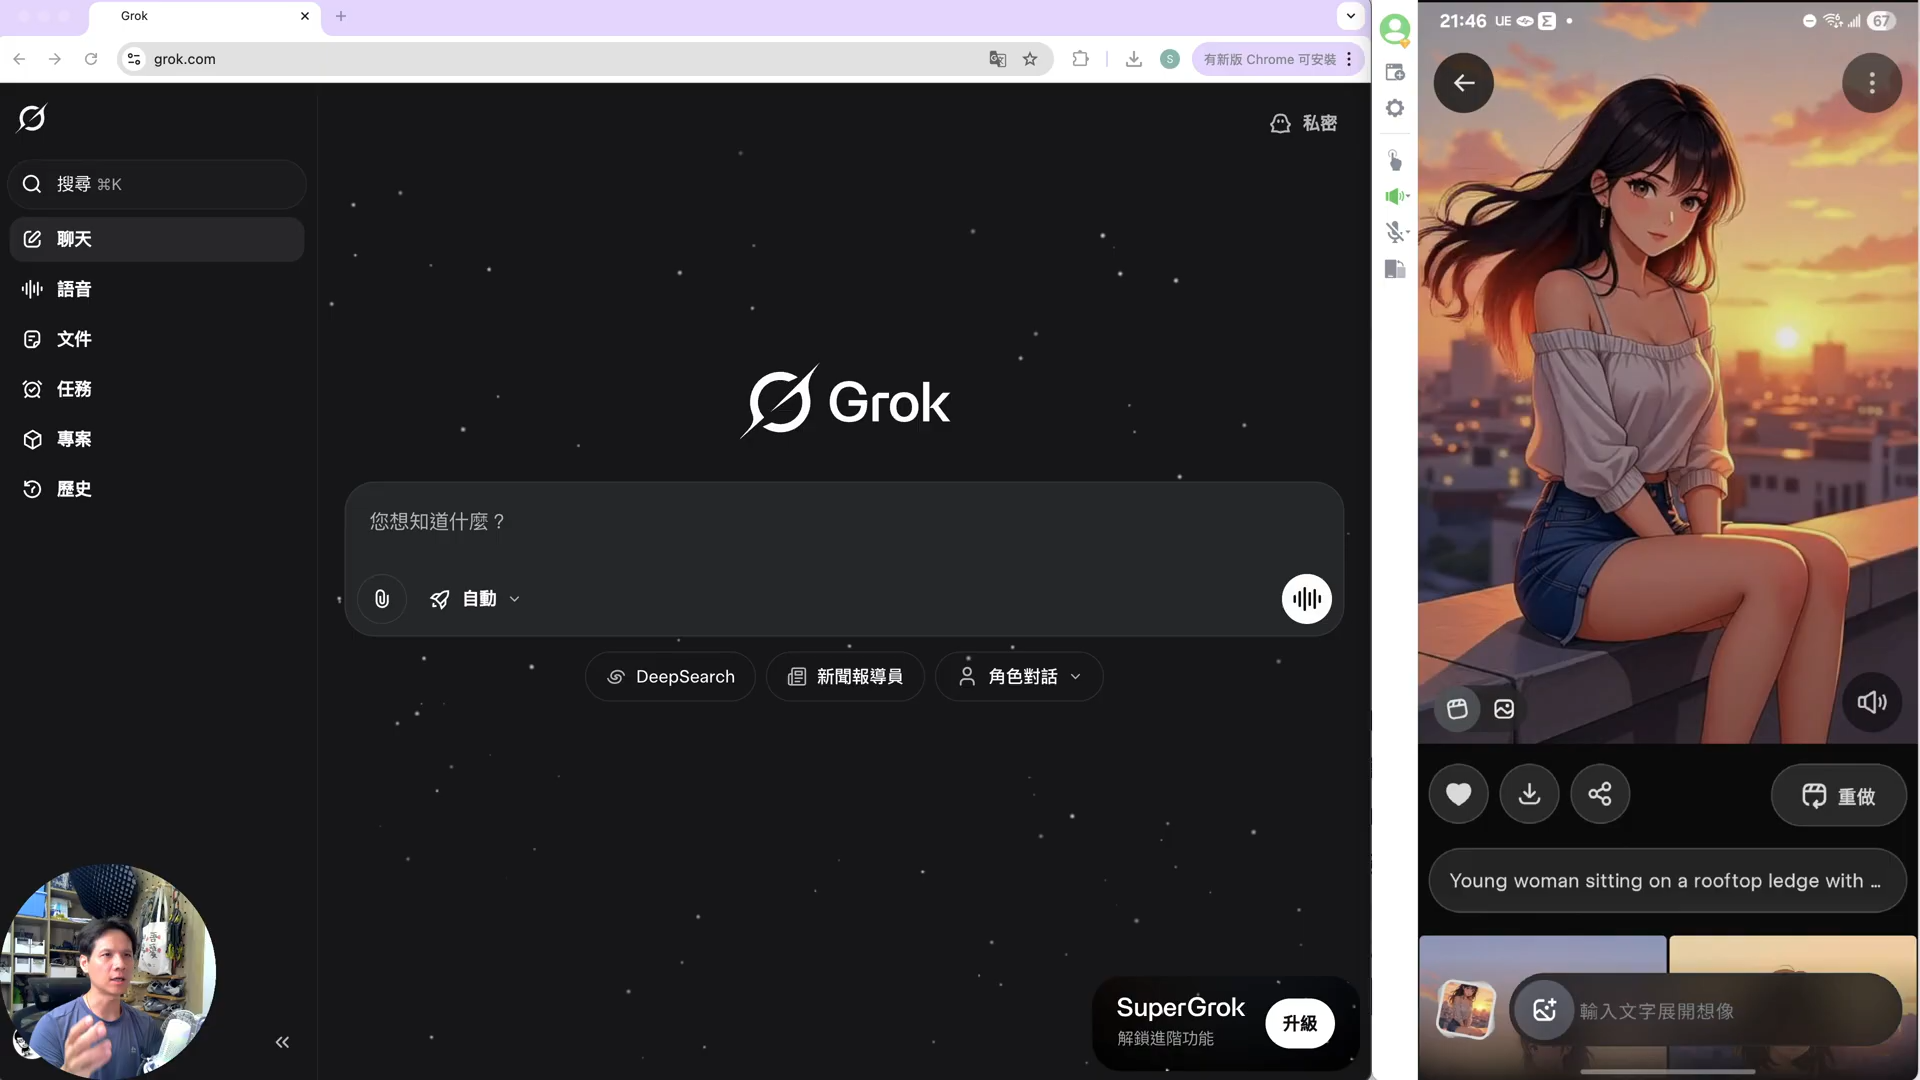 Grok
grok.com
有新版 Chrome 可安裝
搜尋 ⌘K
聊天
語音
文件
任務
專案
歷史
私密
Grok
您想知道什麼？
自動
DeepSearch
新聞報導員
角色對話
SuperGrok
解鎖進階功能
升級
S
21:46 UE
67
重做
Young woman sitting on a rooftop ledge with ...
輸入文字展開想像